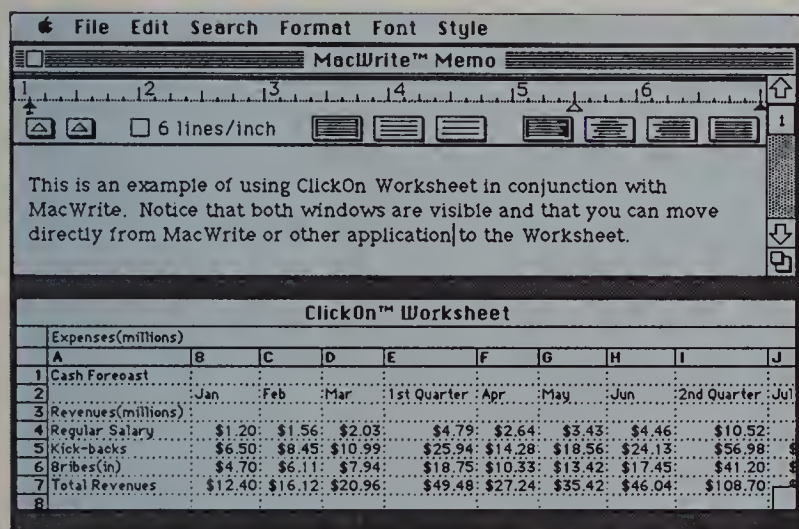 File Edit Search Format Font Style
MacWrite™ Memo
1 2 3 4 5 6
6 lines/inch
1
This is an example of using ClickOn Worksheet in conjunction with
MacWrite. Notice that both windows are visible and that you can move
directly from MacWrite or other application to the Worksheet.
ClickOn™ Worksheet
Expenses(millions)
A B C D E F G H I J
1 Cash Forecast
2 Jan Feb Mar 1st Quarter Apr May Jun 2nd Quarter Jul
3 Revenues(millions)
4 Regular Salary $1.20 $1.56 $2.03 $4.79 $2.64 $3.43 $4.46 $10.52
5 Kick-backs $6.50 $8.45 $10.99 $25.94 $14.28 $18.56 $24.13 $56.98 $
6 Bribes(in) $4.70 $6.11 $7.94 $18.75 $10.33 $13.42 $17.45 $41.20 $
7 Total Revenues $12.40 $16.12 $20.96 $49.48 $27.24 $35.42 $46.04 $108.70 $
8